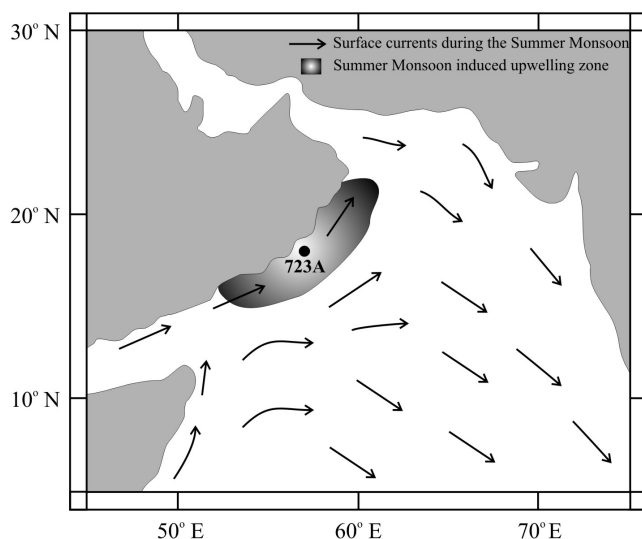 30° N
Surface currents during the Summer Monsoon
Summer Monsoon induced upwelling zone
20° N
723A
10° N
50° E 60° E 70° E